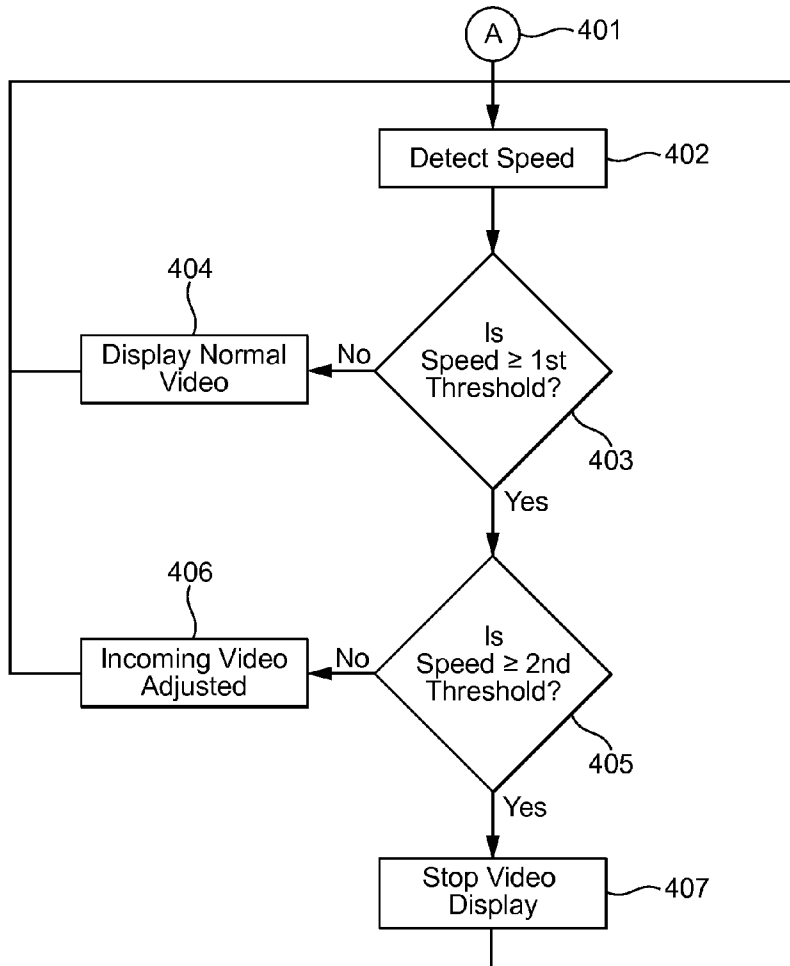 A
401
Detect Speed
402
404
Display Normal
Video
No
Is
Speed ≥ 1st
Threshold?
403
Yes
406
Incoming Video
Adjusted
No
Is
Speed ≥ 2nd
Threshold?
405
Yes
Stop Video
Display
407